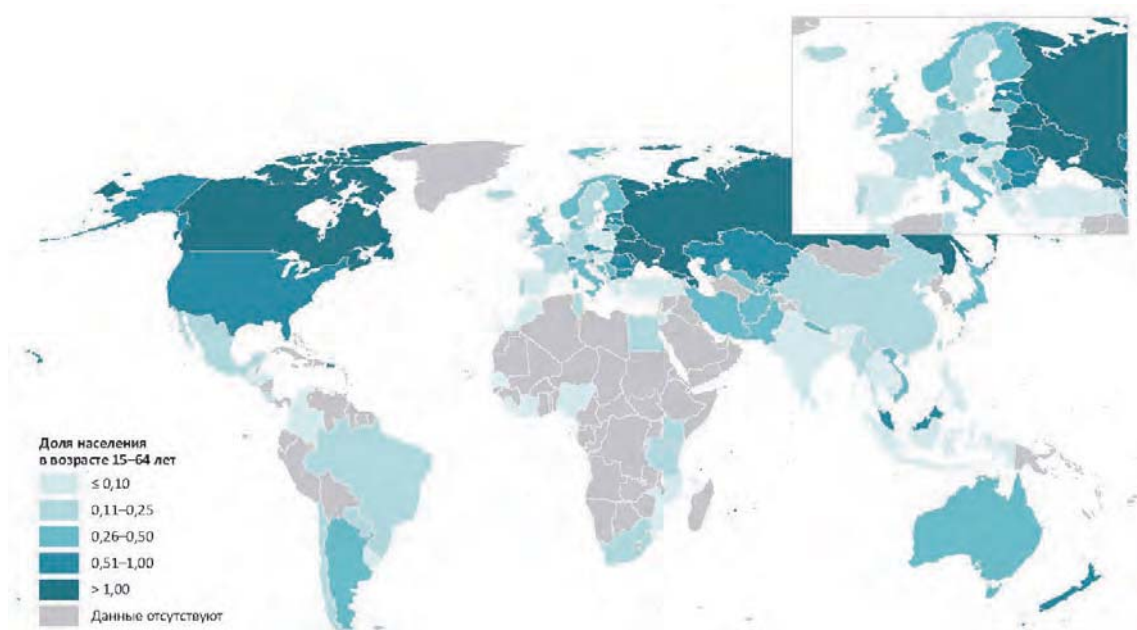 Доля населения
в возрасте 15–64 лет
≤ 0,10
0,11–0,25
0,26–0,50
0,51–1,00
> 1,00
Данные отсутствуют